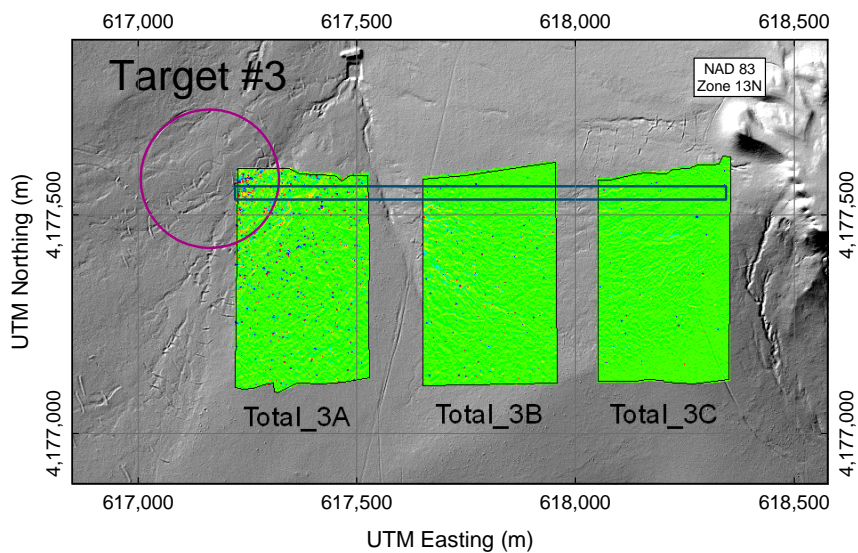 617,000 617,500 618,000 618,500
Target #3
NAD 83
Zone 13N
4,177,500
4,177,500
UTM Northing (m)
4,177,000
4,177,000
Total_3A Total_3B Total_3C
617,000 617,500 618,000 618,500
UTM Easting (m)